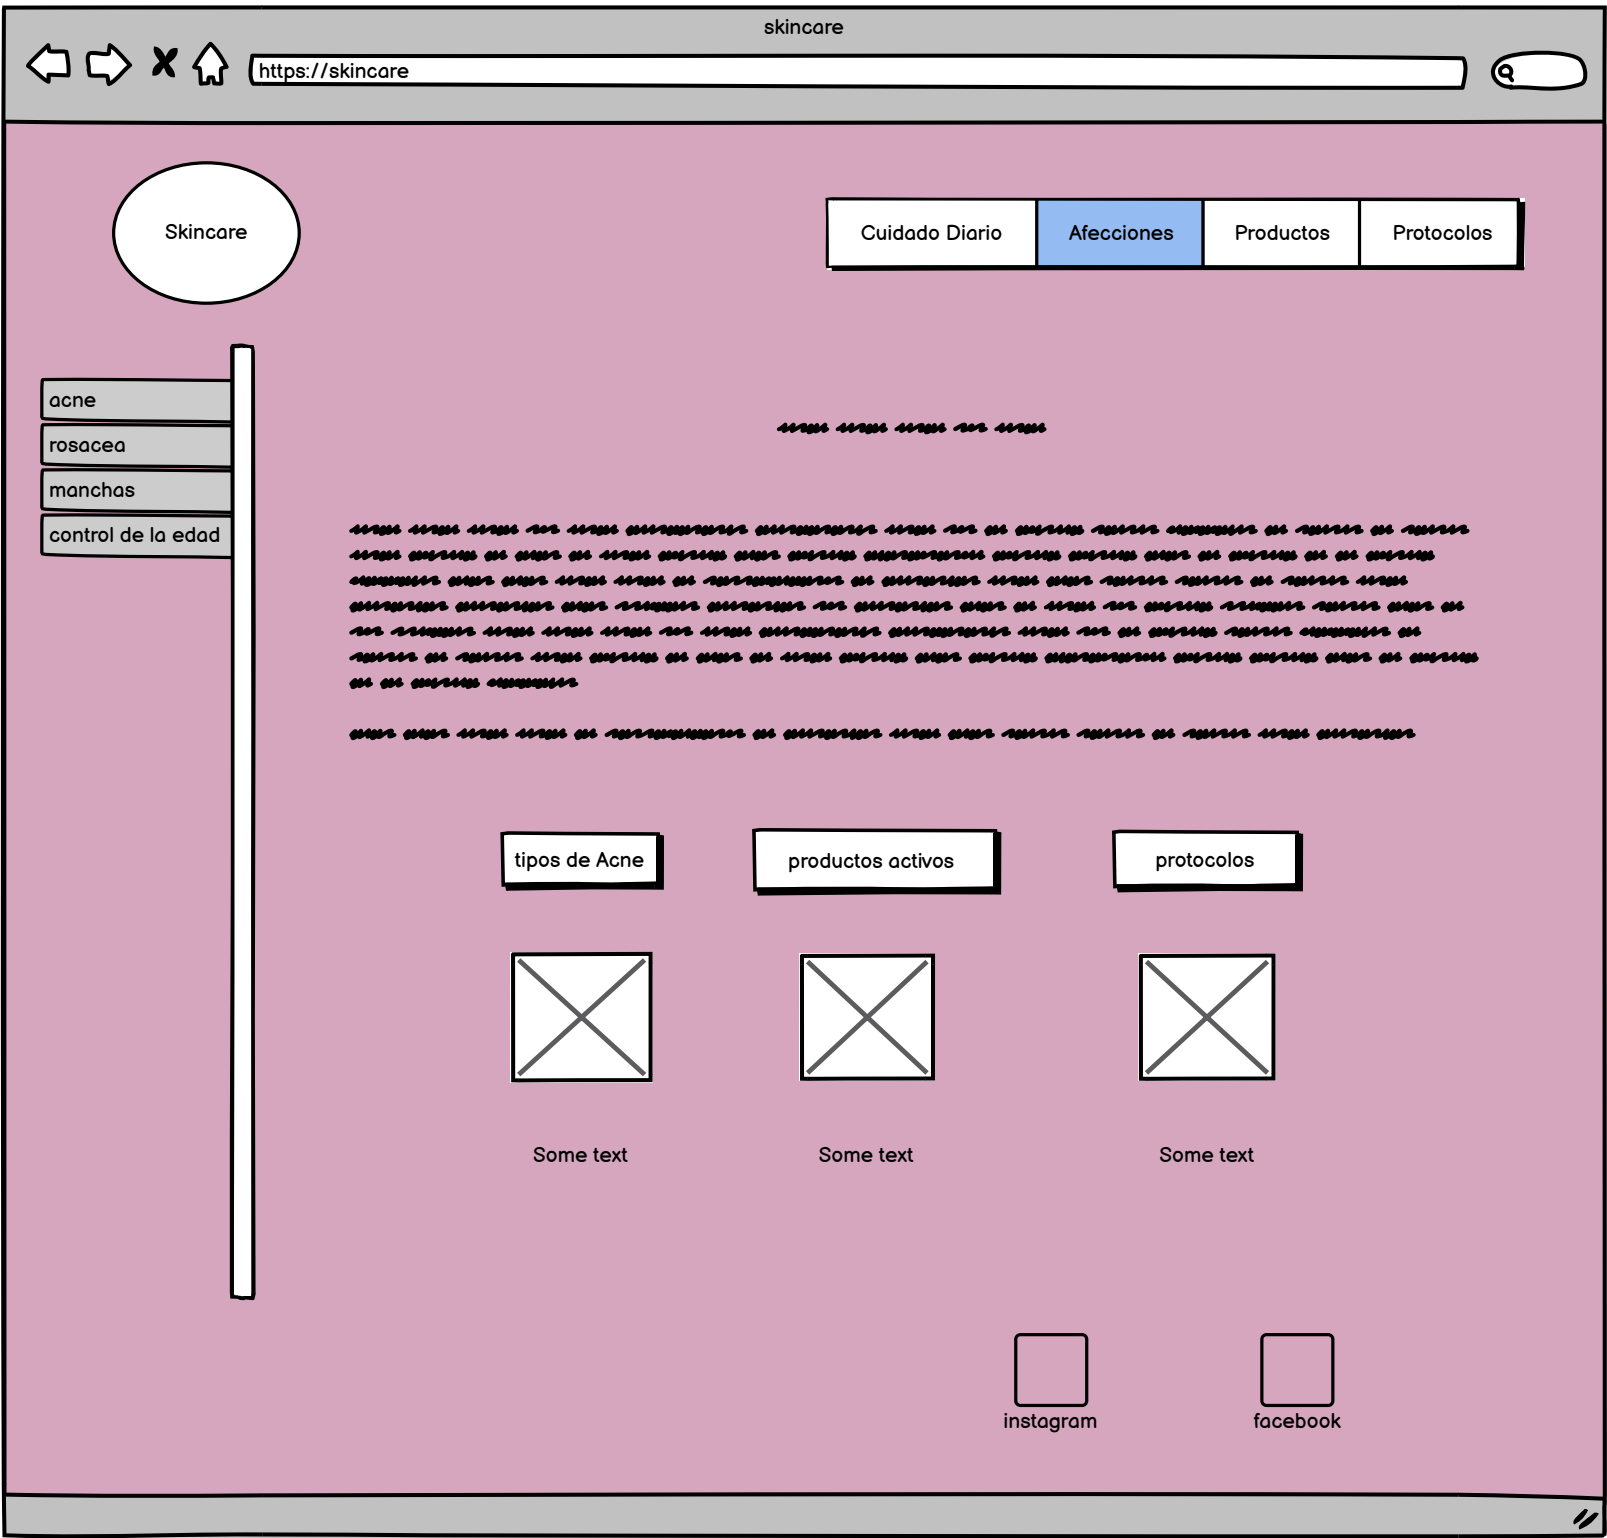 skincare
https://skincare
Skincare
Cuidado Diario
Afecciones
Productos
Protocolos
acne
rosacea
manchas
control de la edad
tipos de Acne
productos activos
protocolos
Some text
Some text
Some text
instagram
facebook